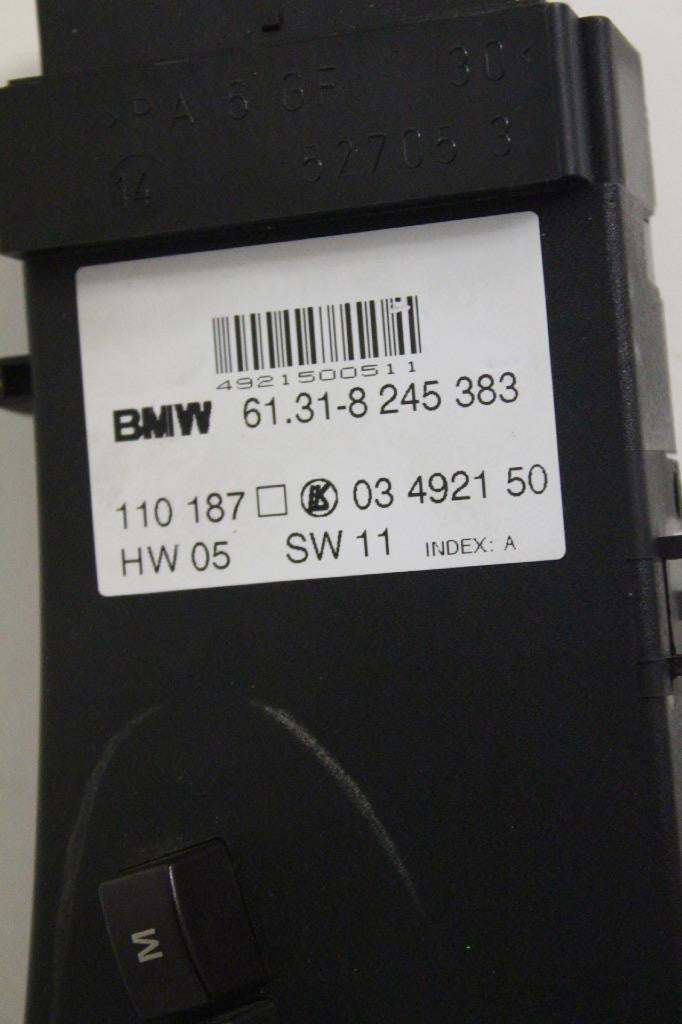 >PA 6 GF 30<
14 52705 3
4921500511
BMW 61.31-8 245 383
110 187 □ K 03 4921 50
HW 05 SW 11 INDEX: A
M